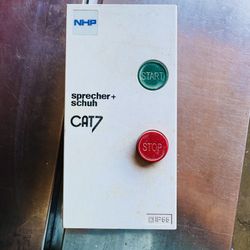 NHP
START
sprecher+
schuh
CAT7
STOP
IP66